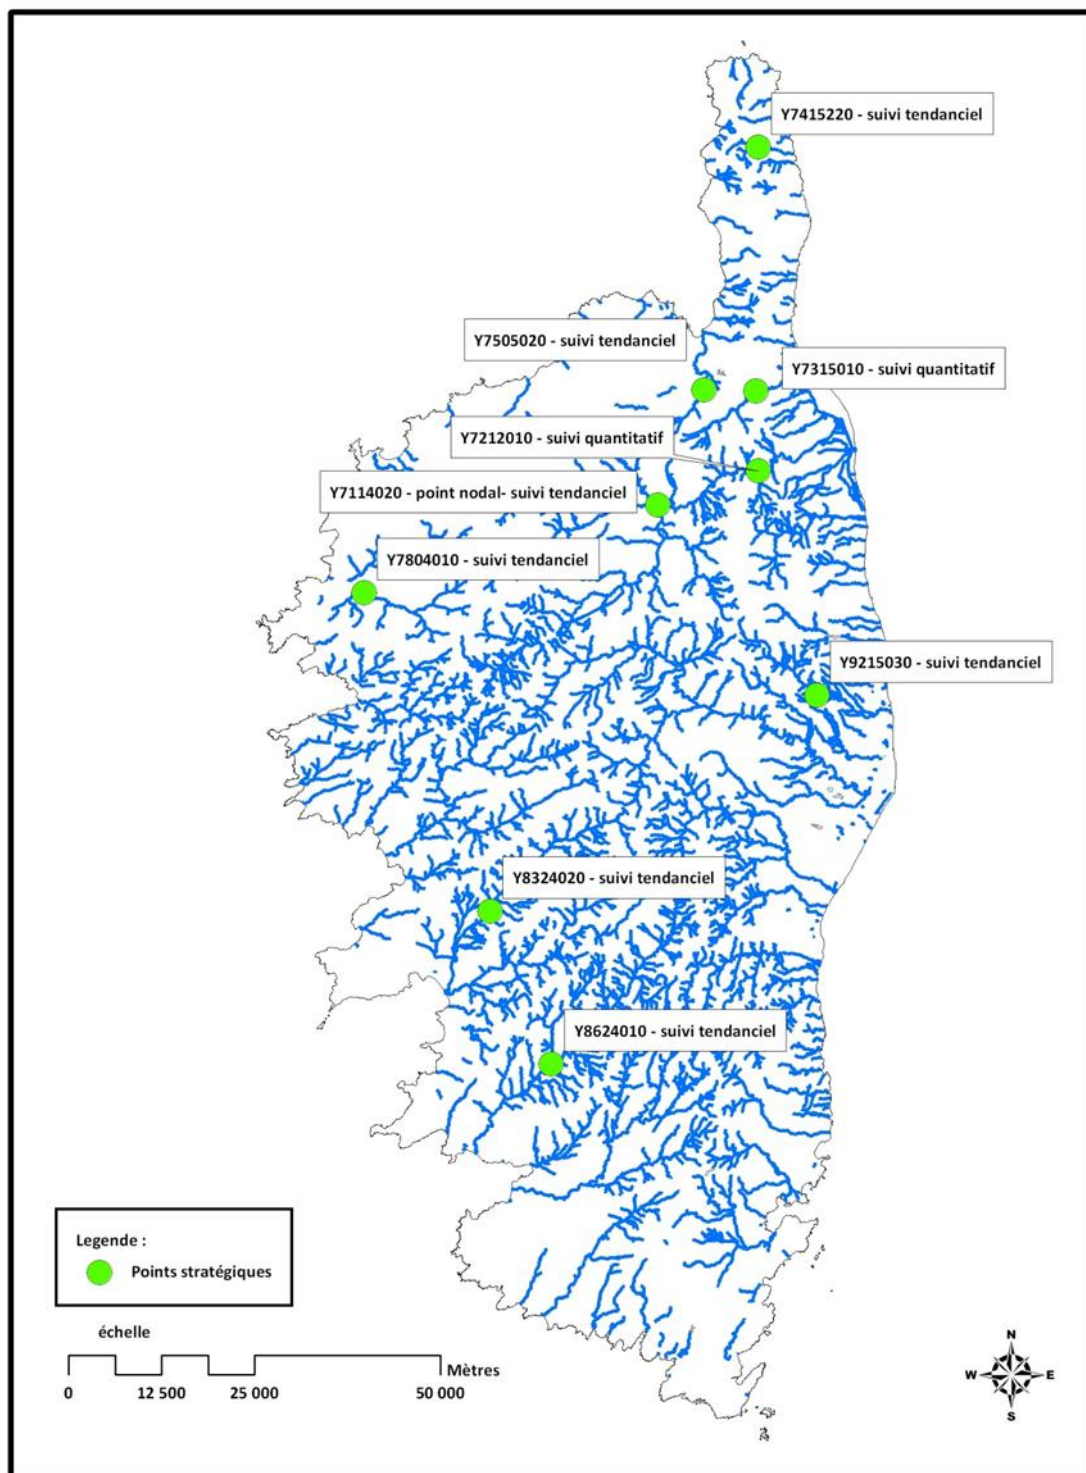 Y7415220 - suivi tendanciel
Y7505020 - suivi tendanciel
Y7315010 - suivi quantitatif
Y7212010 - suivi quantitatif
Y7114020 - point nodal- suivi tendanciel
Y7804010 - suivi tendanciel
Y9215030 - suivi tendanciel
Y8324020 - suivi tendanciel
Y8624010 - suivi tendanciel
Legende :
Points stratégiques
échelle
Mètres
0 12 500 25 000 50 000
N
W E
S